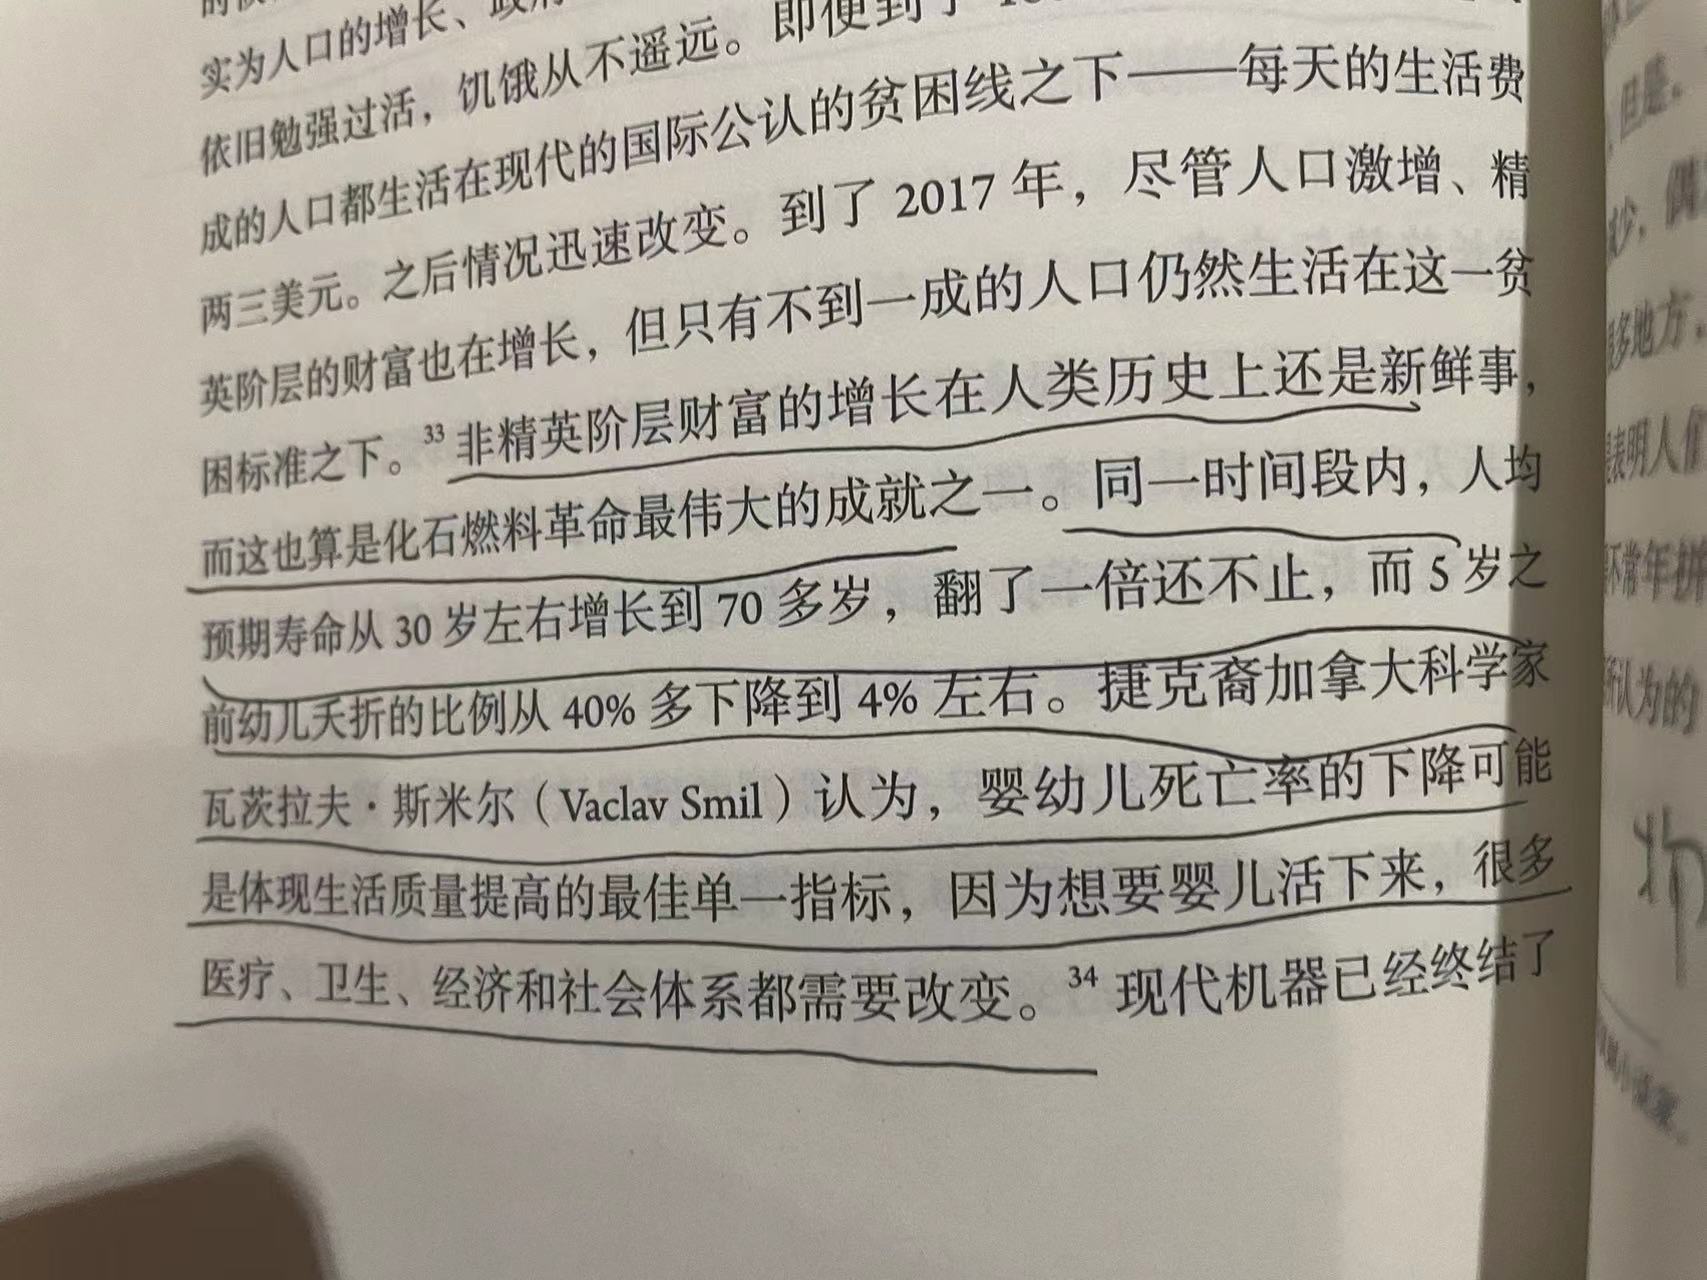 实为人口的增长、政府
依旧勉强过活，饥饿从不遥远。即便到了
成的人口都生活在现代的国际公认的贫困线之下——每天的生活费
两三美元。之后情况迅速改变。到了 2017 年，尽管人口激增、精
英阶层的财富也在增长，但只有不到一成的人口仍然生活在这一贫
困标准之下。33 非精英阶层财富的增长在人类历史上还是新鲜事，
而这也算是化石燃料革命最伟大的成就之一。同一时间段内，人均
预期寿命从 30 岁左右增长到 70 多岁，翻了一倍还不止，而 5 岁之
前幼儿夭折的比例从 40% 多下降到 4% 左右。捷克裔加拿大科学家
瓦茨拉夫·斯米尔（Vaclav Smil）认为，婴幼儿死亡率的下降可能
是体现生活质量提高的最佳单一指标，因为想要婴儿活下来，很多
医疗、卫生、经济和社会体系都需要改变。34 现代机器已经终结了
但是。
少，偶
多地方，
表明人们
不常年拼
所认为的